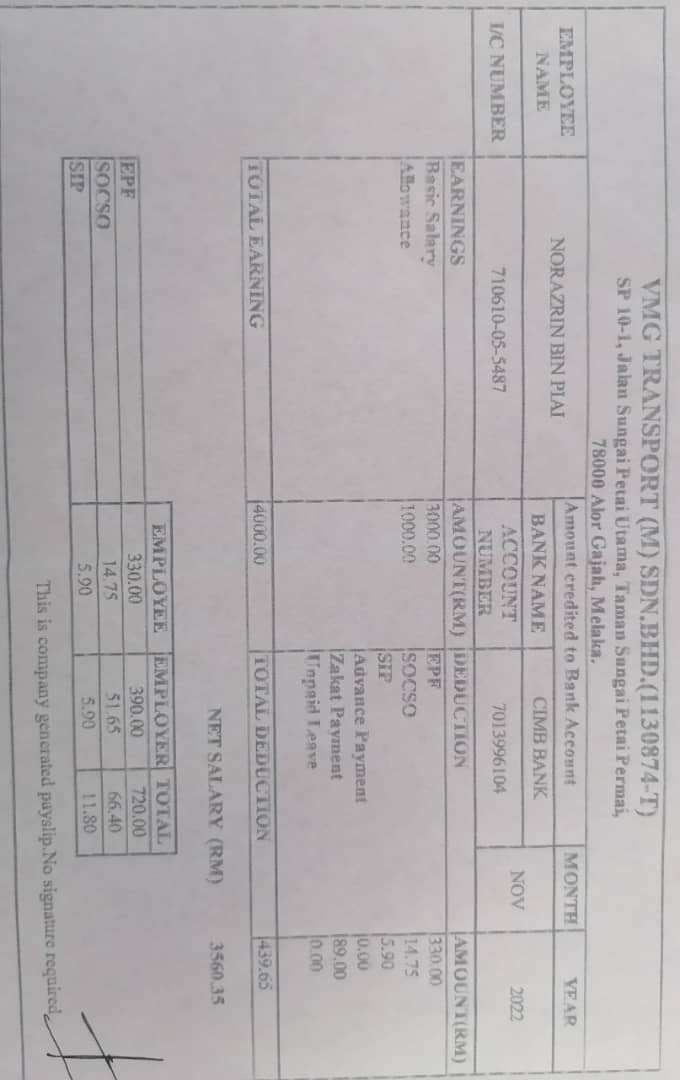 VMG TRANSPORT (M) SDN.BHD.(1130874-T)
SP 10-1, Jalan Sungai Petai Utama, Taman Sungai Petai Permai,
78000 Alor Gajah, Melaka.
EMPLOYEE NAME NORAZRIN BIN PIAI Amount credited to Bank Account MONTH YEAR
BANK NAME CIMB BANK NOV 2022
I/C NUMBER 710610-05-5487 ACCOUNT NUMBER 7013996104
EARNINGS AMOUNT(RM) DEDUCTION AMOUNT(RM)
Basic Salary 3000.00 EPF 330.00
Allowance 1000.00 SOCSO 14.75
SIP 5.90
Advance Payment 0.00
Zakat Payment 89.00
Unpaid Leave 0.00
TOTAL EARNING 4000.00 TOTAL DEDUCTION 439.65
NET SALARY (RM) 3560.35
EMPLOYEE EMPLOYER TOTAL
EPF 330.00 390.00 720.00
SOCSO 14.75 51.65 66.40
SIP 5.90 5.90 11.80
This is company generated payslip.No signature required